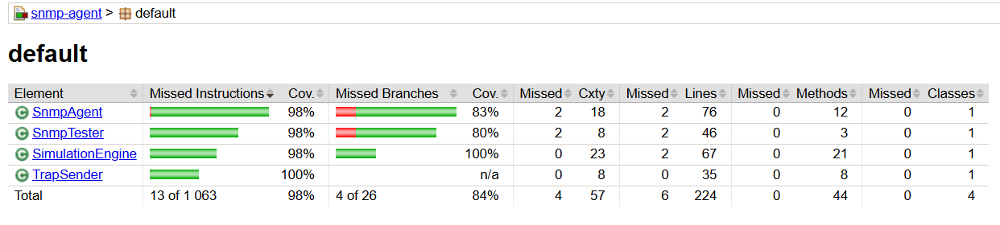 snmp-agent > default
default
Element Missed Instructions Cov. Missed Branches Cov. Missed Cxty Missed Lines Missed Methods Missed Classes
SnmpAgent 98% 83% 2 18 2 76 0 12 0 1
SnmpTester 98% 80% 2 8 2 46 0 3 0 1
SimulationEngine 98% 100% 0 23 2 67 0 21 0 1
TrapSender 100% n/a 0 8 0 35 0 8 0 1
Total 13 of 1 063 98% 4 of 26 84% 4 57 6 224 0 44 0 4